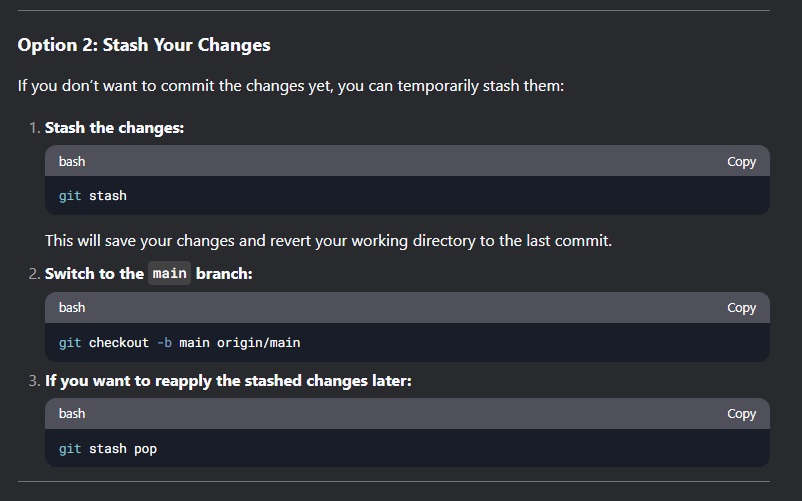 Option 2: Stash Your Changes
If you don't want to commit the changes yet, you can temporarily stash them:
1. Stash the changes:
bash Copy
git stash
This will save your changes and revert your working directory to the last commit.
2. Switch to the main branch:
bash Copy
git checkout -b main origin/main
3. If you want to reapply the stashed changes later:
bash Copy
git stash pop